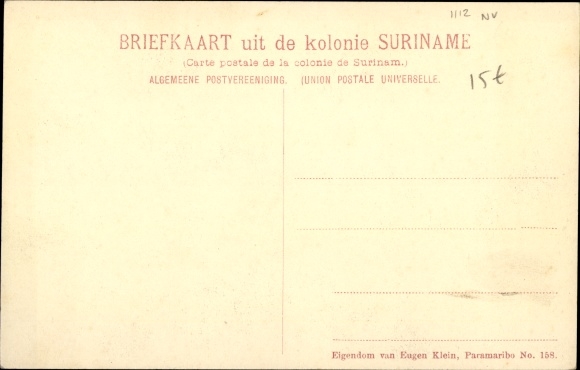 1112 NV
BRIEFKAART uit de kolonie SURINAME
(Carte postale de la colonie de Surinam.)
ALGEMEENE POSTVEREENIGING. (UNION POSTALE UNIVERSELLE.
15€
Eigendom van Eugen Klein, Paramaribo No. 158.